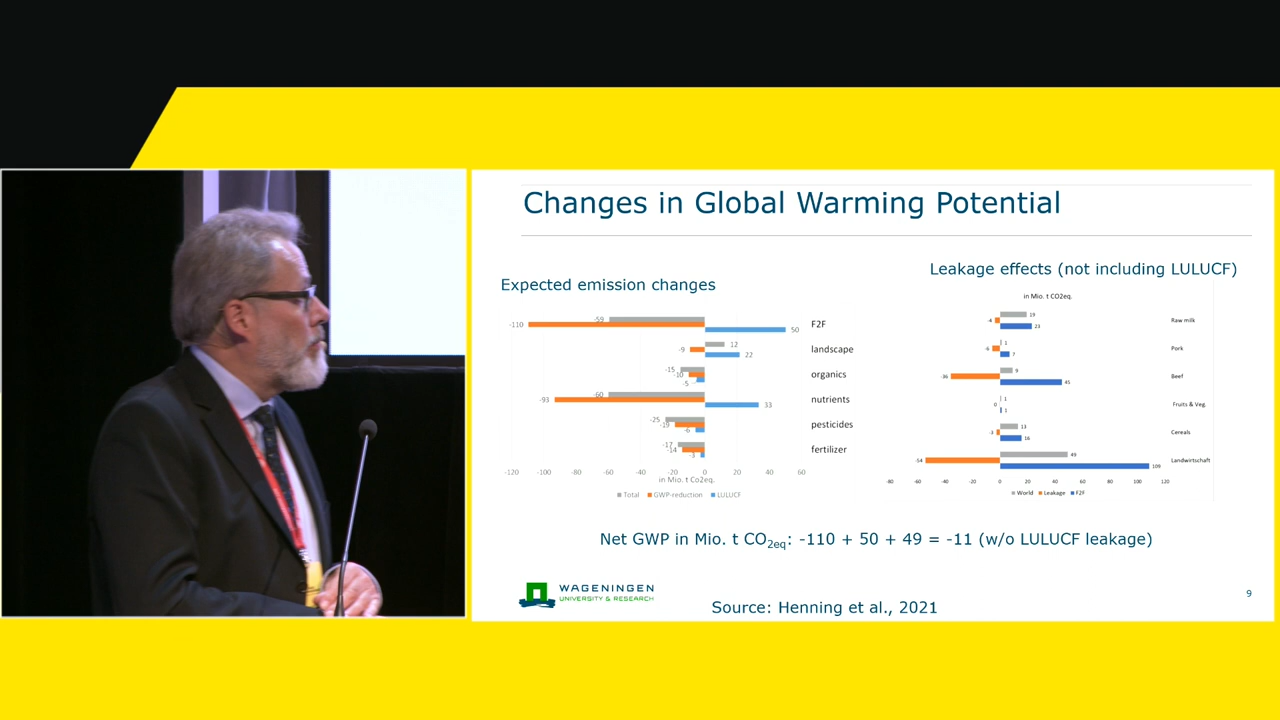 Changes in Global Warming Potential
Expected emission changes
-59
-110
50
F2F
12
-9
22
landscape
-15
-10
-5
organics
-60
-93
33
nutrients
-25
-19
-6
pesticides
-17
-14
-3
fertilizer
-120 -100 -80 -60 -40 -20 0 20 40 60
in Mio. t Co2eq.
Total GWP-reduction LULUCF
Leakage effects (not including LULUCF)
in Mio. t CO2eq.
19
-4
23
Raw milk
1
-6
7
Pork
9
-36
45
Beef
1
0
1
Fruits & Veg.
13
-3
16
Cereals
49
-54
109
Landwirtschaft
-80 -60 -40 -20 0 20 40 60 80 100 120
World Leakage F2F
Net GWP in Mio. t CO2eq: -110 + 50 + 49 = -11 (w/o LULUCF leakage)
WAGENINGEN
UNIVERSITY & RESEARCH
Source: Henning et al., 2021
9